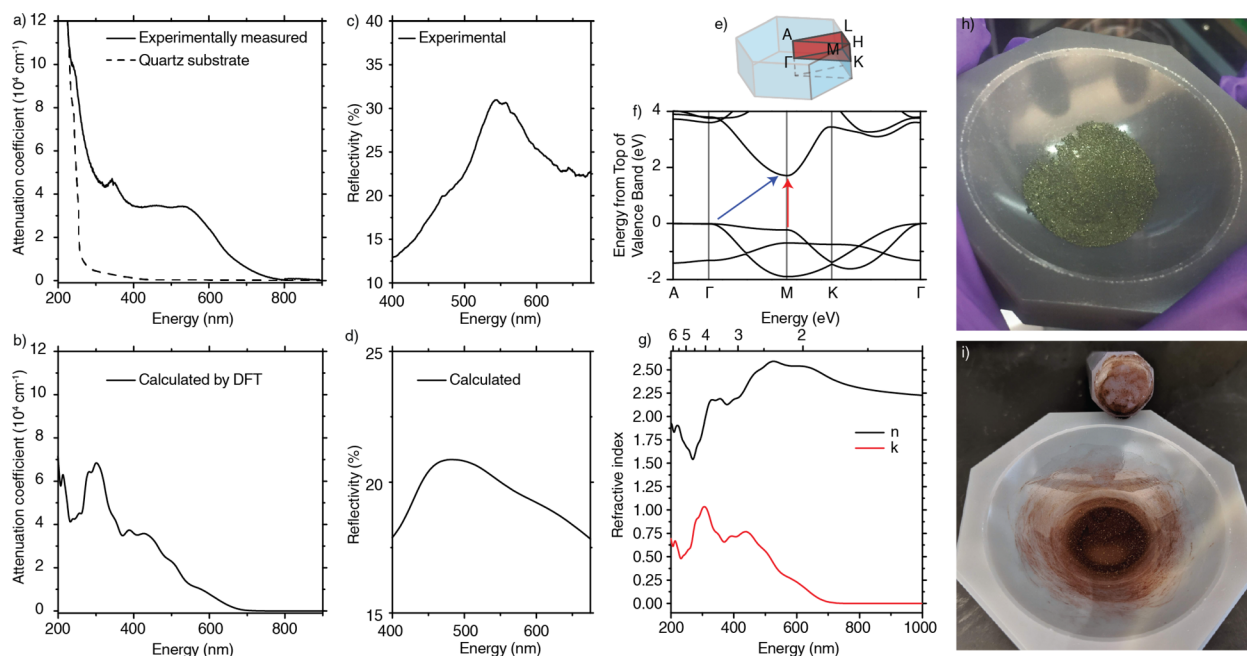 a)
12
10
8
6
4
2
0
Attenuation coefficient (10⁴ cm⁻¹)
Experimentally measured
Quartz substrate
200 400 600 800
Energy (nm)
b)
12
10
8
6
4
2
0
Attenuation coefficient (10⁴ cm⁻¹)
Calculated by DFT
200 400 600 800
Energy (nm)
c)
40
35
30
25
20
15
10
Reflectivity (%)
Experimental
400 500 600
Energy (nm)
d)
25
20
15
Reflectivity (%)
Calculated
400 500 600
Energy (nm)
e)
A
L
H
M
Γ
K
f)
4
2
0
-2
Energy from Top of
Valence Band (eV)
A Γ M K Γ
Energy (eV)
6 5 4 3 2
g)
2.50
2.25
2.00
1.75
1.50
1.25
1.00
0.75
0.50
0.25
0.00
Refractive index
n
k
200 400 600 800 1000
Energy (nm)
h)
i)